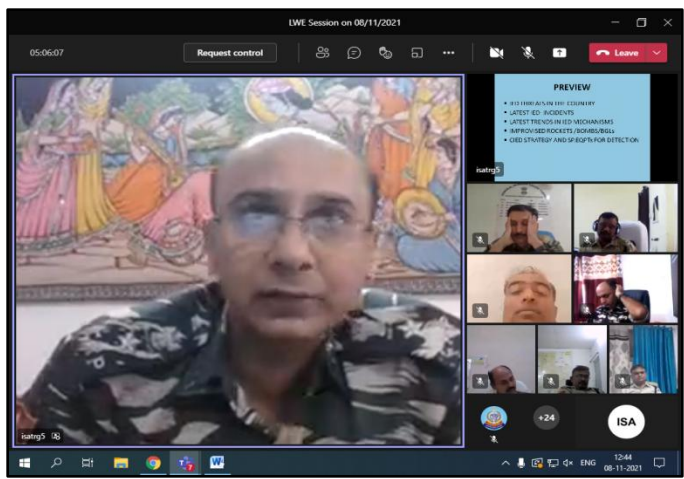 LWE Session on 08/11/2021
05:06:07
Request control
Leave
PREVIEW
IED THREATS IN THE COUNTRY
LATEST IED INCIDENTS
LATEST TRENDS IN IED MECHANISMS
IMPROVISED ROCKETS /BOMBS/BGLs
CIED STRATEGY AND SP.EQPTs FOR DETECTION
isatrg5
+24
ISA
isatrg5
ENG
12:44
08-11-2021